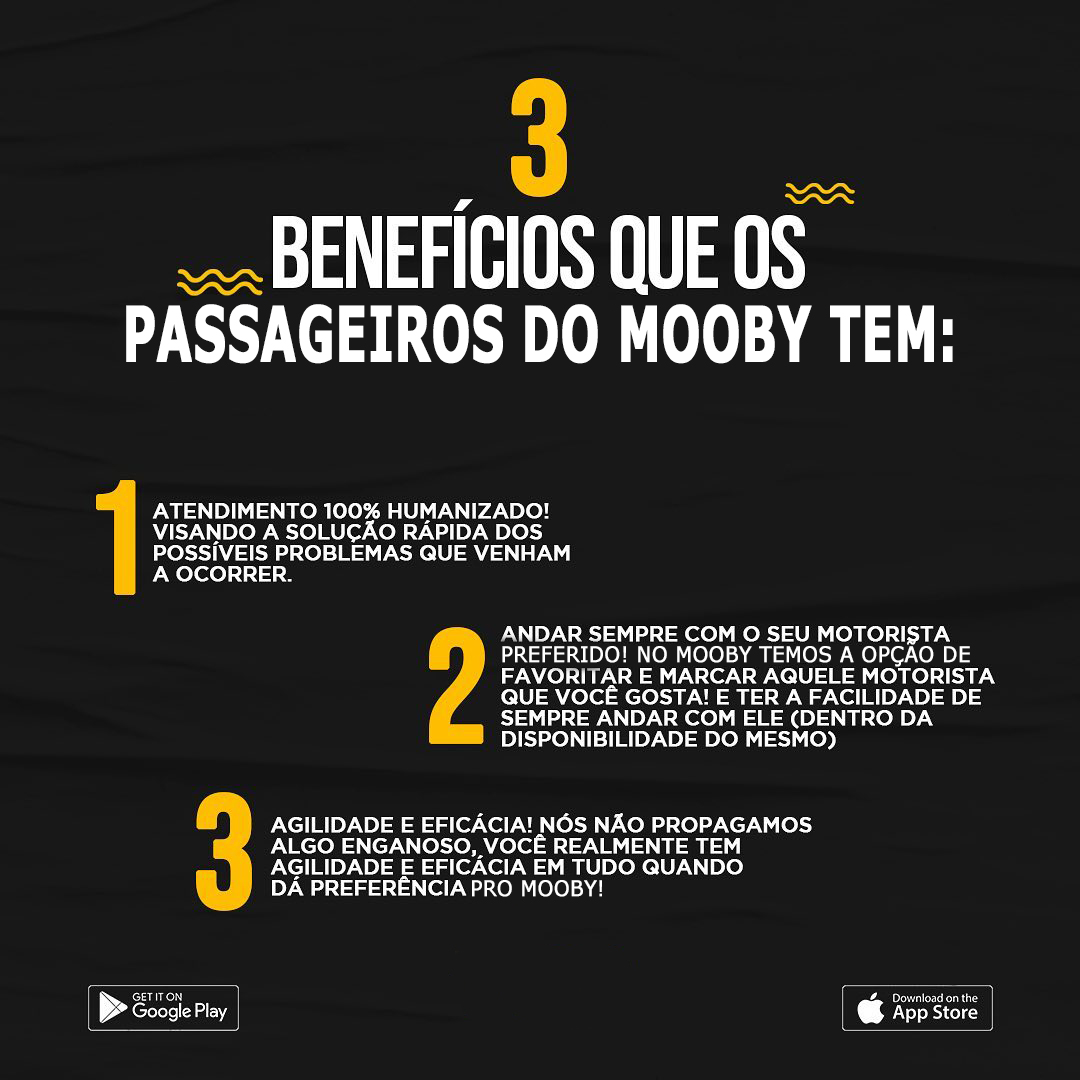 3
BENEFÍCIOS QUE OS
PASSAGEIROS DO MOOBY TEM:
1
ATENDIMENTO 100% HUMANIZADO!
VISANDO A SOLUÇÃO RÁPIDA DOS
POSSÍVEIS PROBLEMAS QUE VENHAM
A OCORRER.
2
ANDAR SEMPRE COM O SEU MOTORISTA
PREFERIDO! NO MOOBY TEMOS A OPÇÃO DE
FAVORITAR E MARCAR AQUELE MOTORISTA
QUE VOCÊ GOSTA! E TER A FACILIDADE DE
SEMPRE ANDAR COM ELE (DENTRO DA
DISPONIBILIDADE DO MESMO)
3
AGILIDADE E EFICÁCIA! NÓS NÃO PROPAGAMOS
ALGO ENGANOSO, VOCÊ REALMENTE TEM
AGILIDADE E EFICÁCIA EM TUDO QUANDO
DÁ PREFERÊNCIA PRO MOOBY!
GET IT ON
Google Play
Download on the
App Store